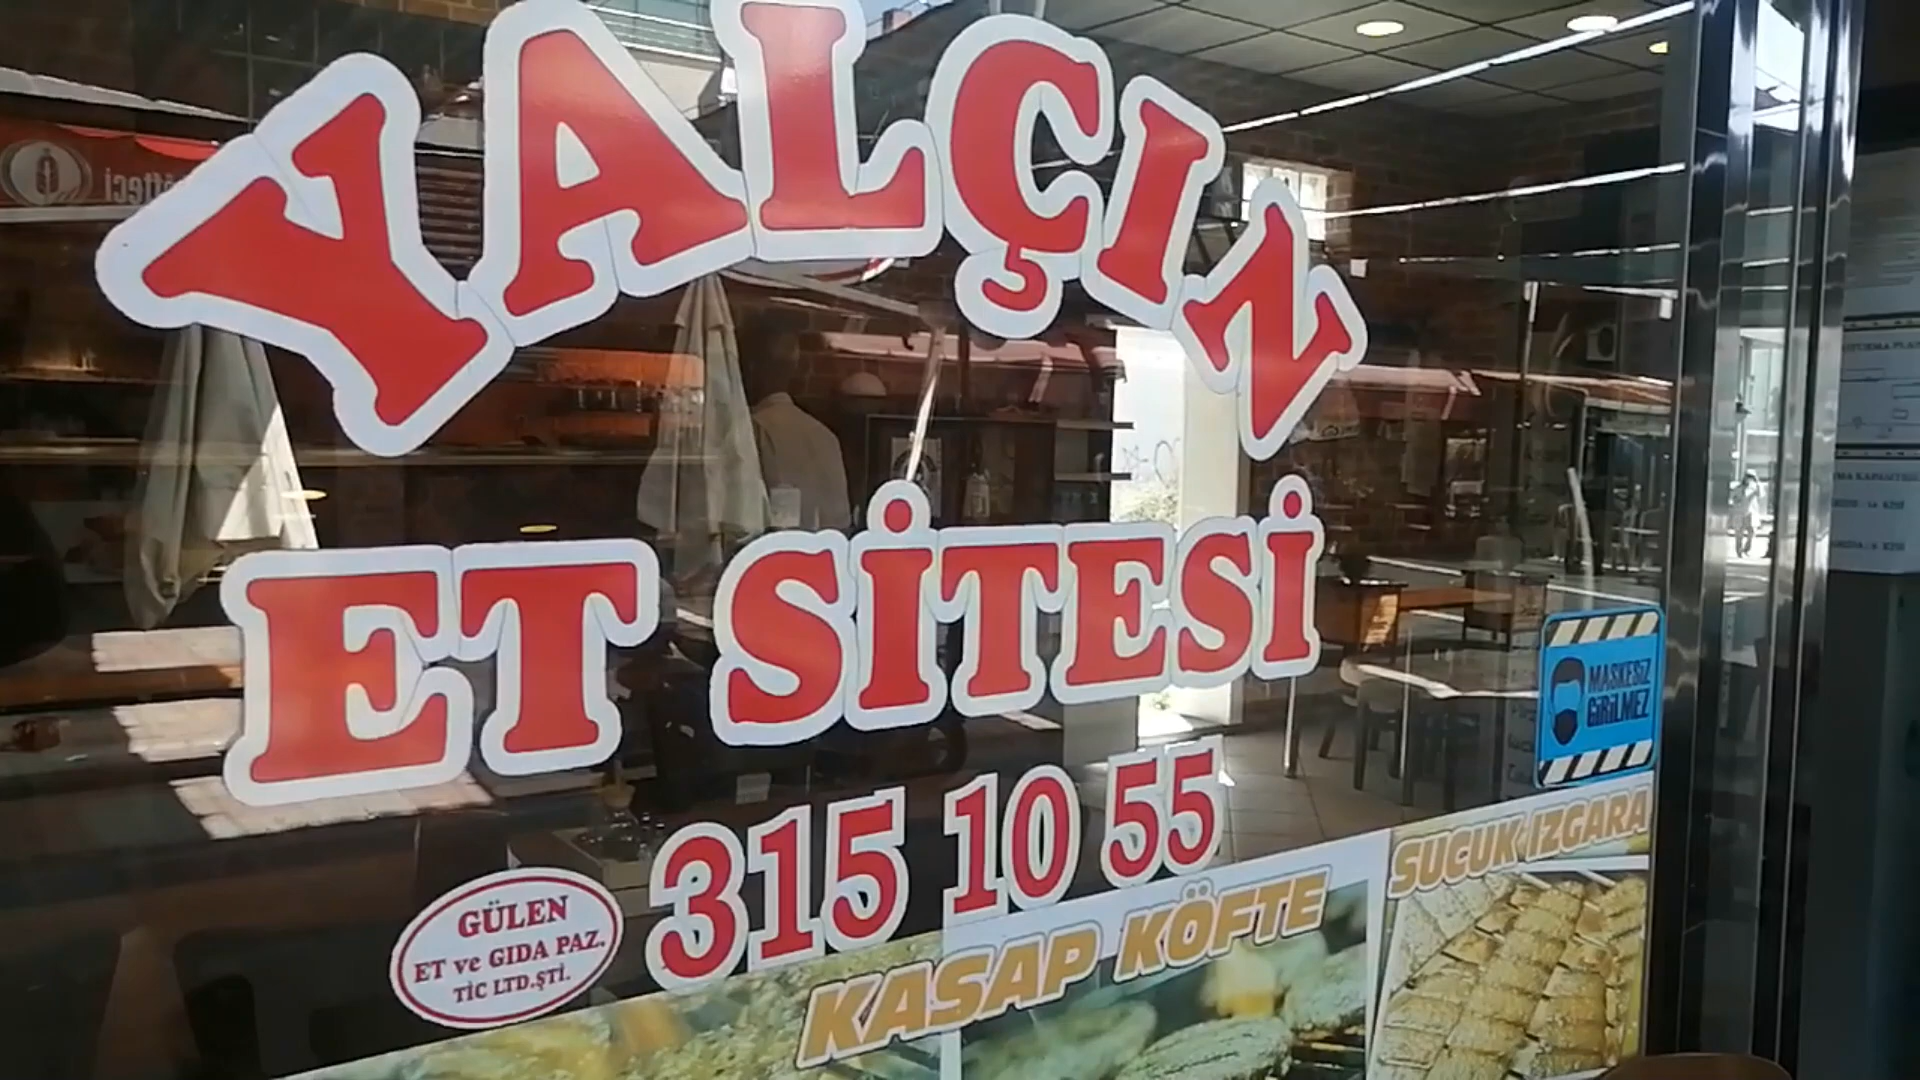 YALÇIN
ET SİTESİ
315 10 55
GÜLEN
ET ve GIDA PAZ.
TİC LTD.ŞTİ.
KASAP KÖFTE
SUCUK IZGARA
MASKESİZ
GİRİLMEZ